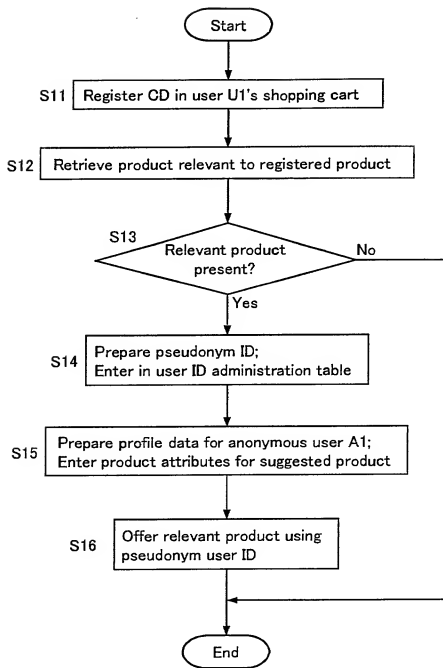 Start
S11
Register CD in user U1's shopping cart
S12
Retrieve product relevant to registered product
S13
Relevant product
present?
No
Yes
S14
Prepare pseudonym ID;
Enter in user ID administration table
S15
Prepare profile data for anonymous user A1;
Enter product attributes for suggested product
S16
Offer relevant product using
pseudonym user ID
End